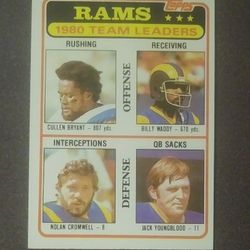 RAMS
TOPPS
1980 TEAM LEADERS
RUSHING
RECEIVING
OFFENSE
CULLEN BRYANT - 807 yds.
BILLY WADDY - 670 yds.
INTERCEPTIONS
QB SACKS
DEFENSE
NOLAN CROMWELL - 8
JACK YOUNGBLOOD - 11